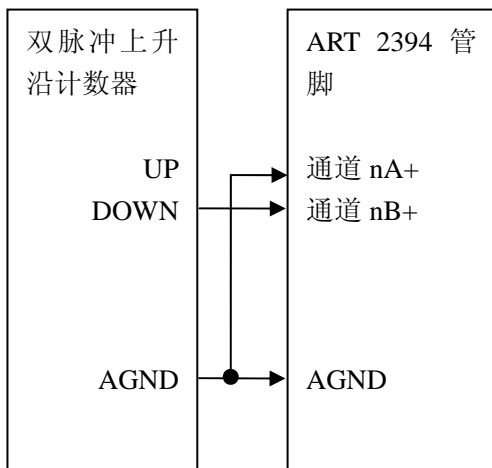 双脉冲上升
沿计数器
UP
DOWN
AGND
ART 2394 管
脚
通道 nA+
通道 nB+
AGND